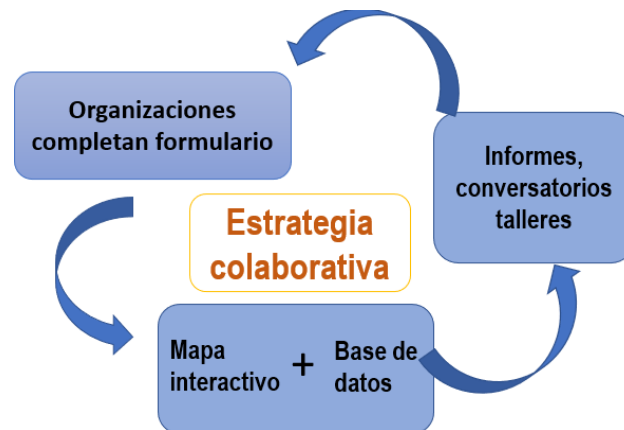 Organizaciones
completan formulario
Informes,
conversatorios
talleres
Estrategia
colaborativa
Mapa
interactivo
+
Base de
datos